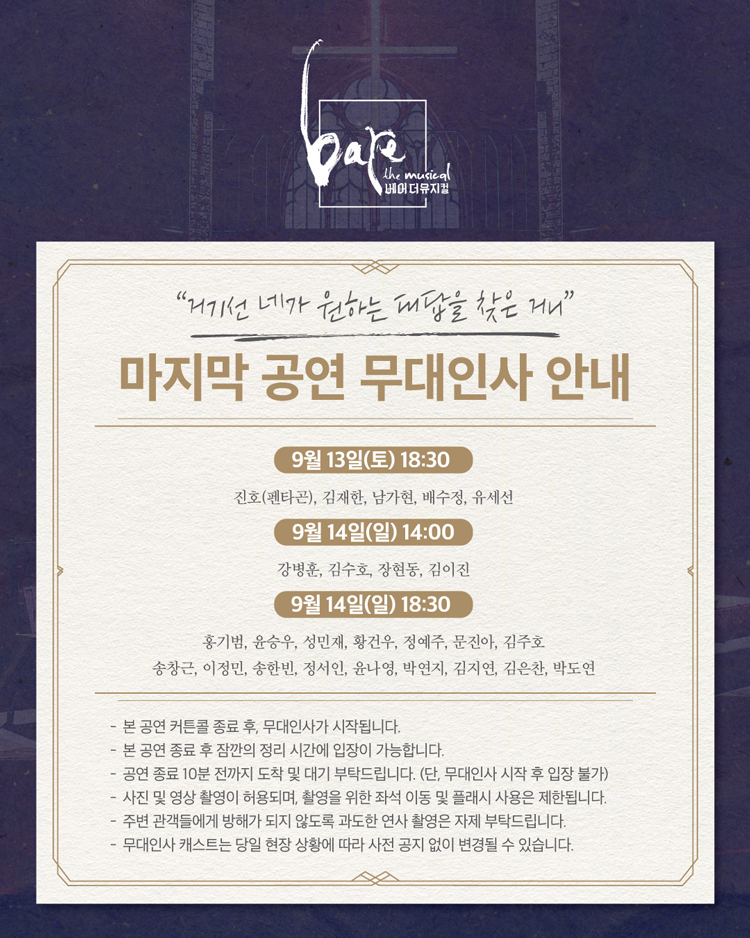 bare
the musical
베어 더 뮤지컬
“거기선 네가 원하는 대답을 찾은 거니”
마지막 공연 무대인사 안내
9월 13일(토) 18:30
진호(펜타곤), 김재한, 남가현, 배수정, 유세선
9월 14일(일) 14:00
강병훈, 김수호, 장현동, 김이진
9월 14일(일) 18:30
홍기범, 윤승우, 성민재, 황건우, 정예주, 문진아, 김주호
송창근, 이정민, 송한빈, 정서인, 윤나영, 박연지, 김지연, 김은찬, 박도연
- 본 공연 커튼콜 종료 후, 무대인사가 시작됩니다.
- 본 공연 종료 후 잠깐의 정리 시간에 입장이 가능합니다.
- 공연 종료 10분 전까지 도착 및 대기 부탁드립니다. (단, 무대인사 시작 후 입장 불가)
- 사진 및 영상 촬영이 허용되며, 촬영을 위한 좌석 이동 및 플래시 사용은 제한됩니다.
- 주변 관객들에게 방해가 되지 않도록 과도한 연사 촬영은 자제 부탁드립니다.
- 무대인사 캐스트는 당일 현장 상황에 따라 사전 공지 없이 변경될 수 있습니다.